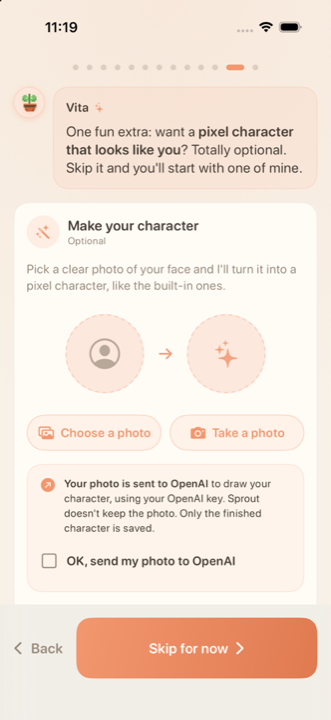 11:19
Vita
One fun extra: want a pixel character
that looks like you? Totally optional.
Skip it and you'll start with one of mine.
Make your character
Optional
Pick a clear photo of your face and I'll turn it into a
pixel character, like the built-in ones.
Choose a photo
Take a photo
Your photo is sent to OpenAI to draw your
character, using your OpenAI key. Sprout
doesn't keep the photo. Only the finished
character is saved.
OK, send my photo to OpenAI
Back
Skip for now